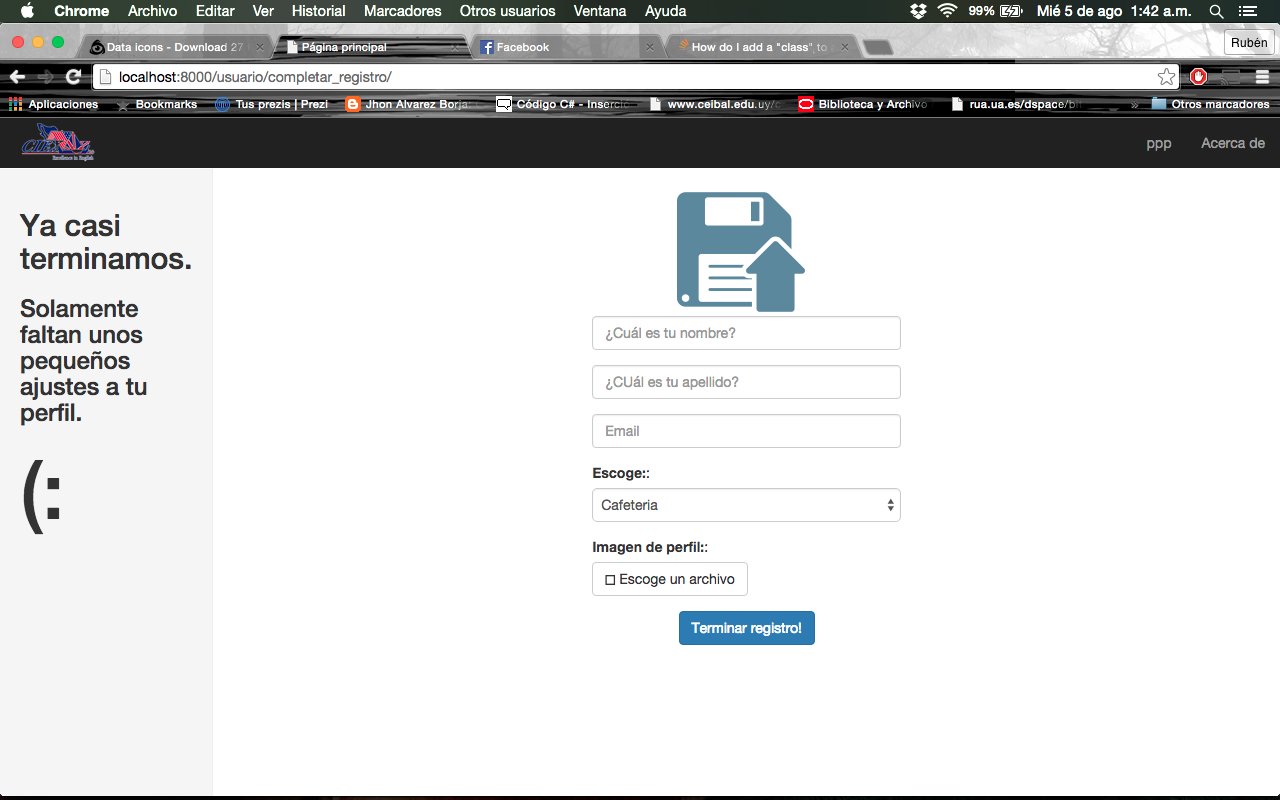 Chrome Archivo Editar Ver Historial Marcadores Otros usuarios Ventana Ayuda 99% Mié 5 de ago 1:42 a.m.
Data icons - Download 27 Página principal Facebook How do I add a "class" to Rubén
localhost:8000/usuario/completar_registro/
Aplicaciones Bookmarks Tus prezis | Prezi Jhon Alvarez Borja Código C# - Inserci www.ceibal.edu.uy/c Biblioteca y Archivo rua.ua.es/dspace/bi » Otros marcadores
Excellence in English ppp Acerca de
Ya casi
terminamos.
Solamente
faltan unos
pequeños
ajustes a tu
perfil.
(:
¿Cuál es tu nombre?
¿CUál es tu apellido?
Email
Escoge::
Cafeteria
Imagen de perfil::
Escoge un archivo
Terminar registro!